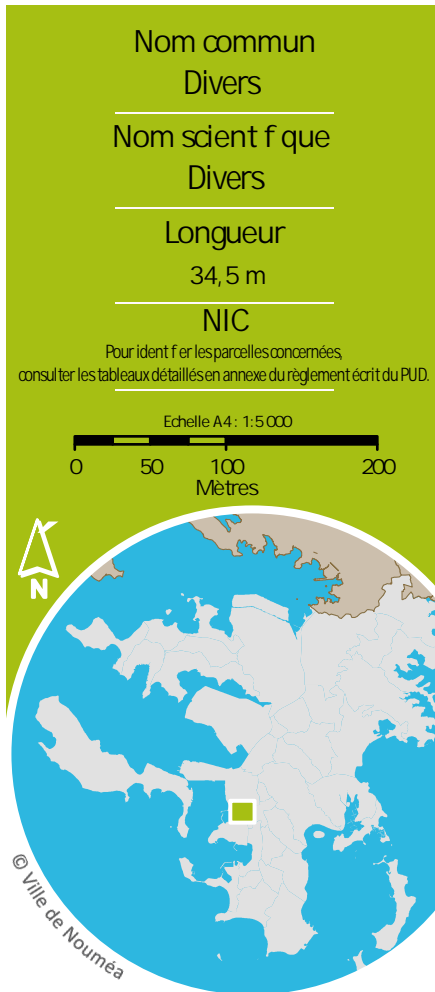 Nom commun
Divers
Nom scient f que
Divers
Longueur
34,5 m
NIC
Pour ident f er les parcelles concernées,
consulter les tableaux détaillés en annexe du règlement écrit du PUD.
Echelle A4 : 1:5 000
0 50 100 200
Mètres
N
© Ville de Nouméa